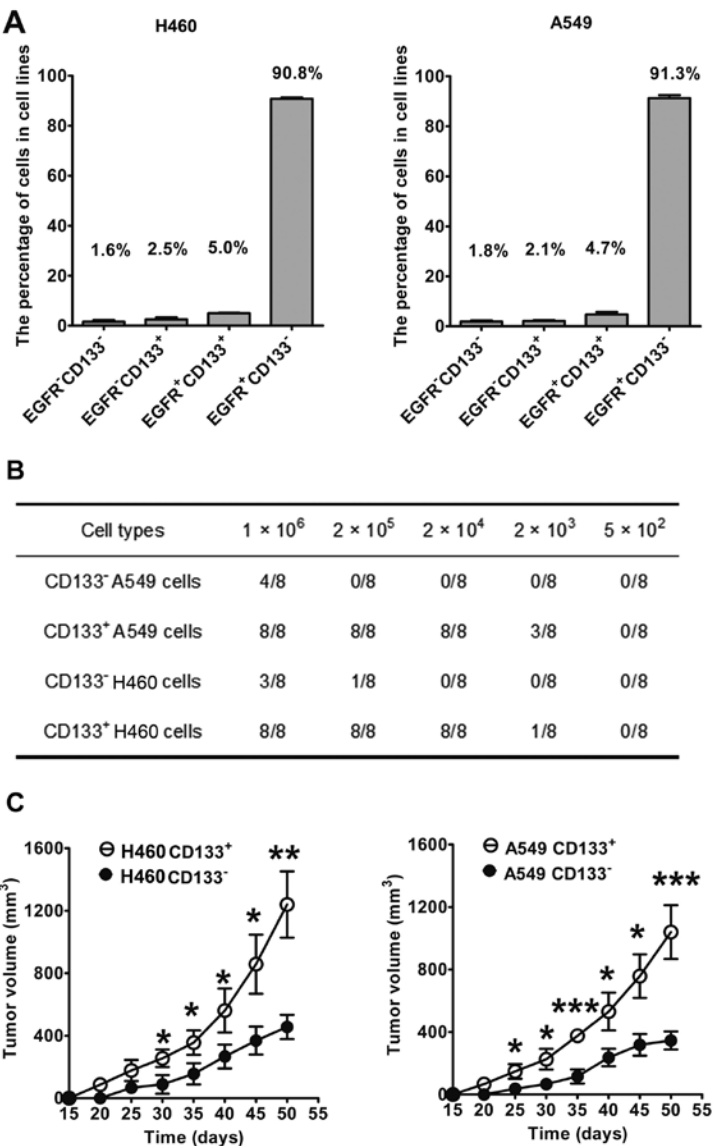 A
H460
The percentage of cells in cell lines
100
80
60
40
20
0
1.6%
2.5%
5.0%
90.8%
EGFR⁻CD133⁻
EGFR⁻CD133⁺
EGFR⁺CD133⁺
EGFR⁺CD133⁻
A549
The percentage of cells in cell lines
100
80
60
40
20
0
1.8%
2.1%
4.7%
91.3%
EGFR⁻CD133⁻
EGFR⁻CD133⁺
EGFR⁺CD133⁺
EGFR⁺CD133⁻
B
Cell types 1 × 10⁶ 2 × 10⁵ 2 × 10⁴ 2 × 10³ 5 × 10²
CD133⁻ A549 cells 4/8 0/8 0/8 0/8 0/8
CD133⁺ A549 cells 8/8 8/8 8/8 3/8 0/8
CD133⁻ H460 cells 3/8 1/8 0/8 0/8 0/8
CD133⁺ H460 cells 8/8 8/8 8/8 1/8 0/8
C
Tumor volume (mm³)
1600
1200
800
400
0
H460 CD133⁺
H460 CD133⁻
* * * * **
15 20 25 30 35 40 45 50 55
Time (days)
Tumor volume (mm³)
1600
1200
800
400
0
A549 CD133⁺
A549 CD133⁻
* * *** * * ***
15 20 25 30 35 40 45 50 55
Time (days)